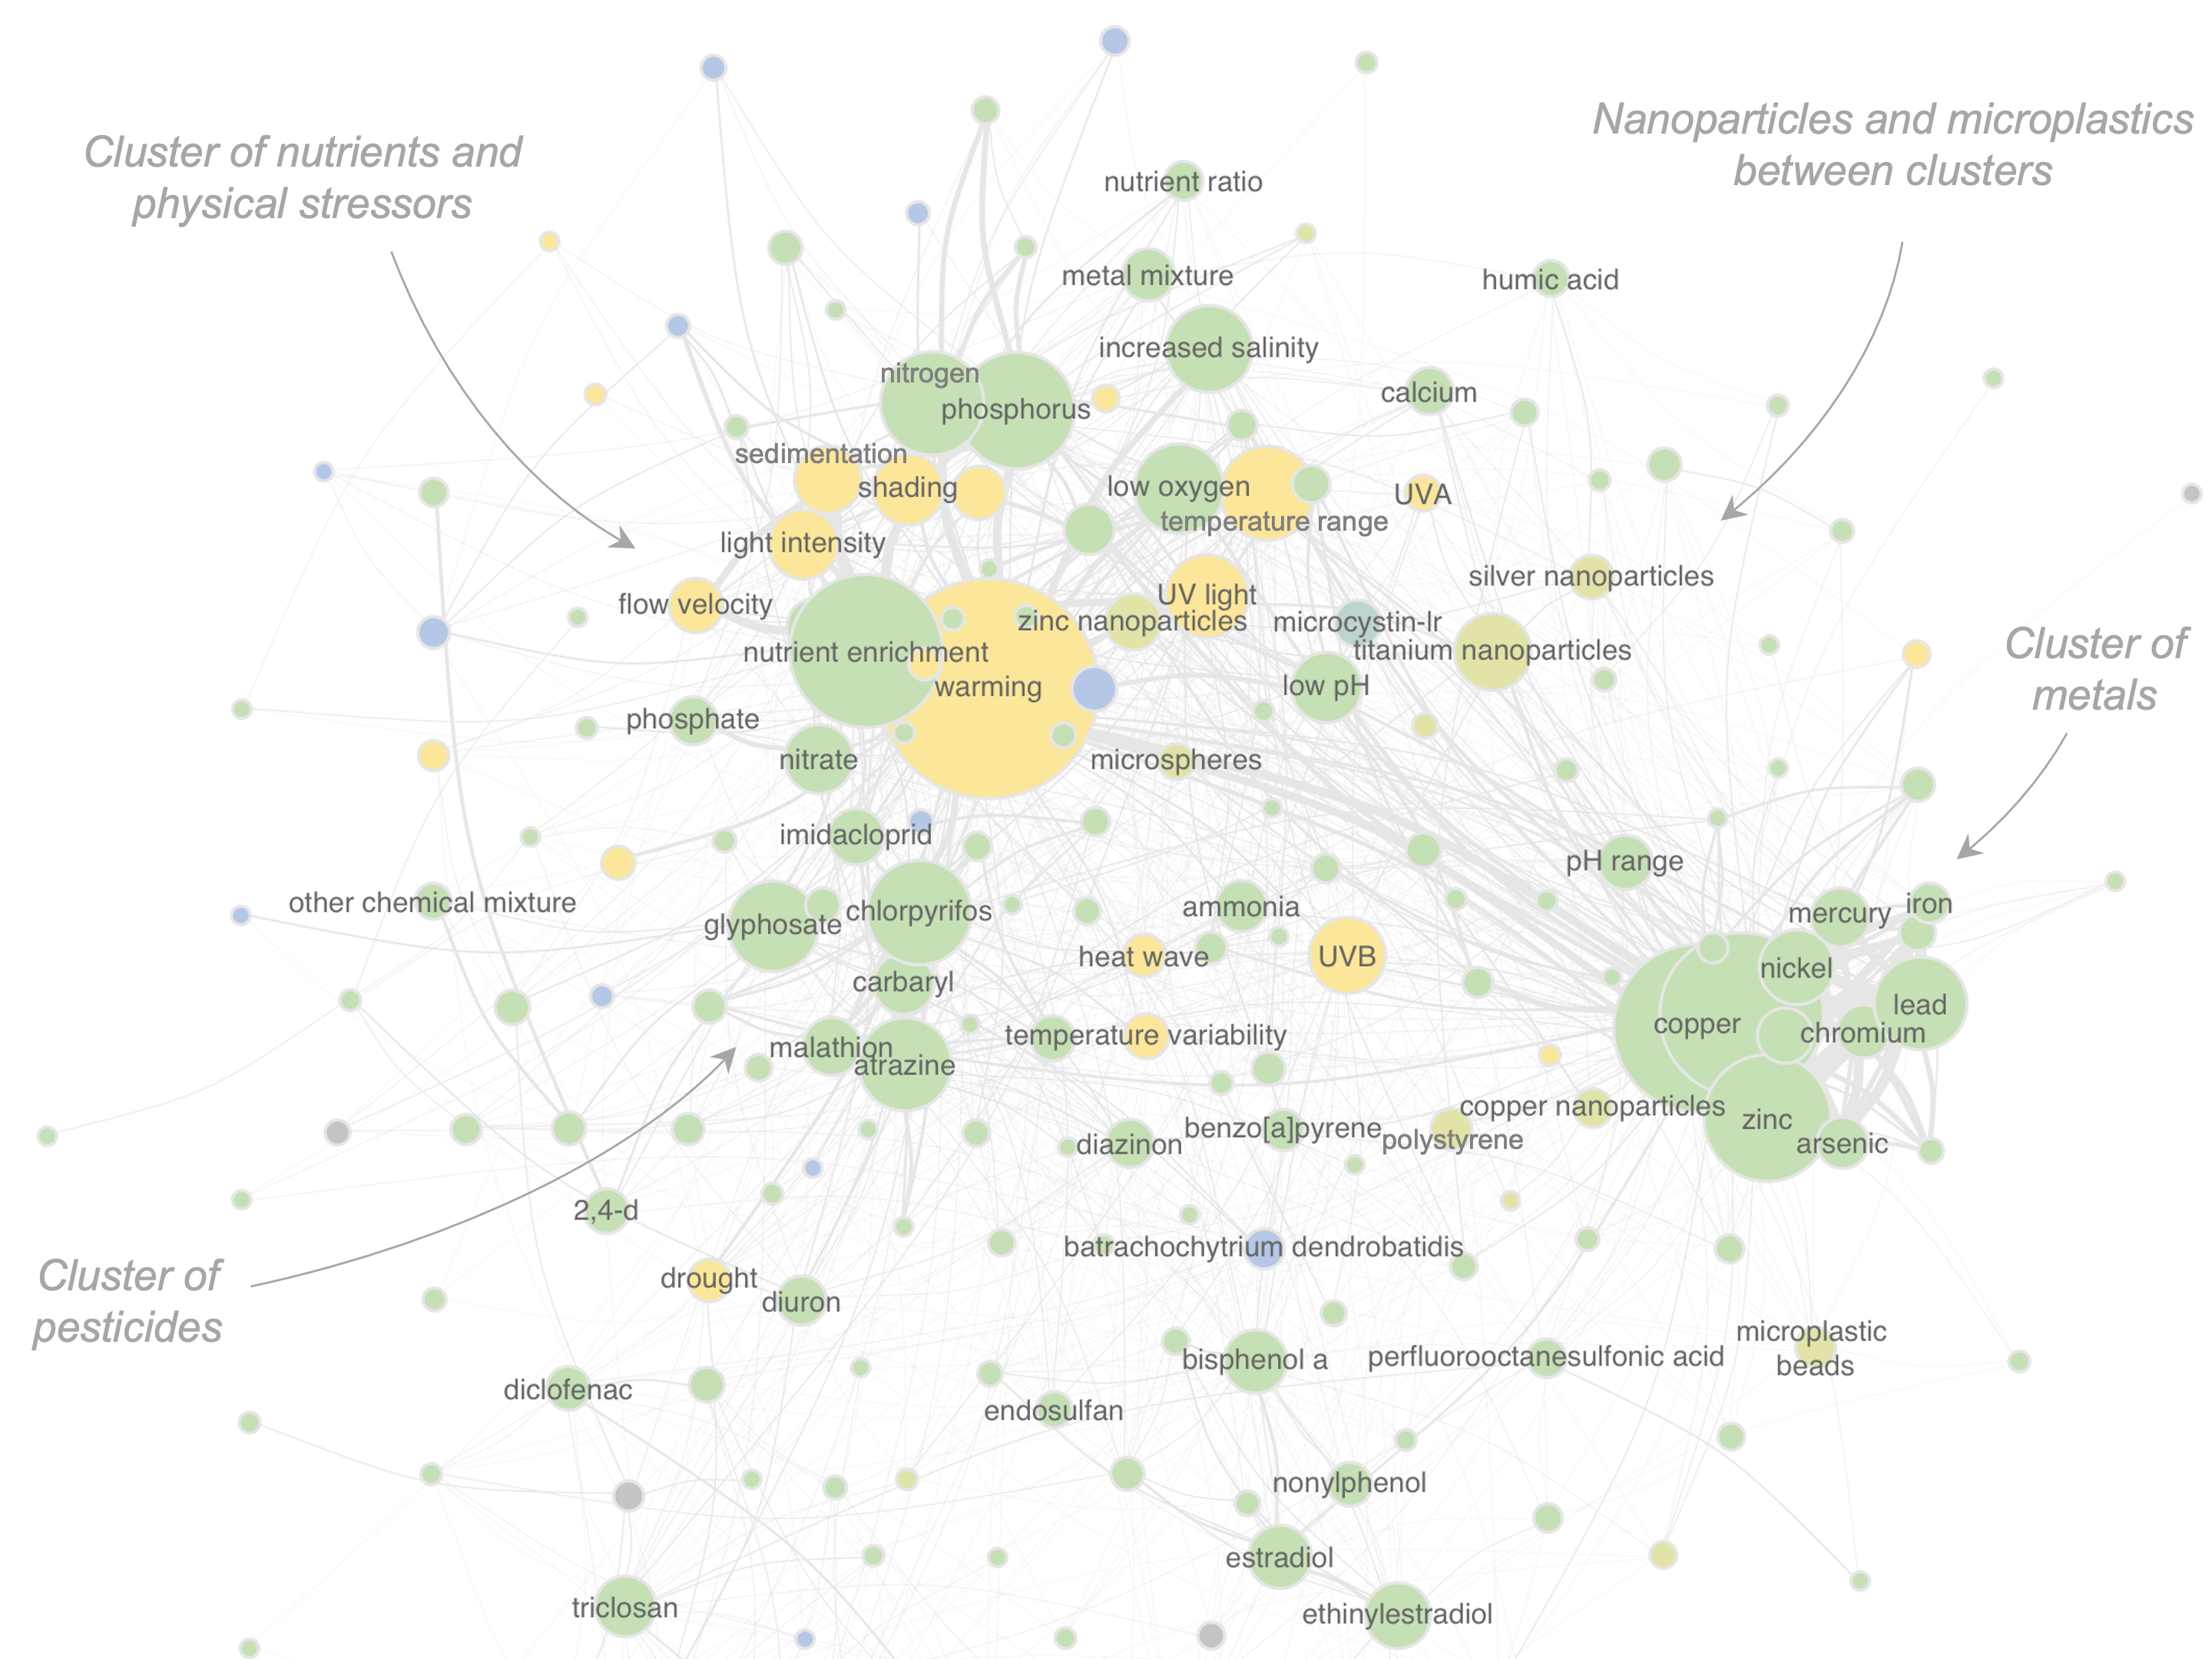 Cluster of nutrients and
physical stressors
Nanoparticles and microplastics
between clusters
nutrient ratio
metal mixture
humic acid
increased salinity
nitrogen
phosphorus
calcium
sedimentation
shading
low oxygen
UVA
temperature range
light intensity
silver nanoparticles
flow velocity
UV light
zinc nanoparticles
microcystin-lr
titanium nanoparticles
nutrient enrichment
warming
low pH
Cluster of
metals
phosphate
nitrate
microspheres
imidacloprid
pH range
other chemical mixture
glyphosate
chlorpyrifos
ammonia
mercury
iron
heat wave
UVB
nickel
carbaryl
lead
copper
chromium
malathion
atrazine
temperature variability
copper nanoparticles
zinc
diazinon
benzo[a]pyrene
polystyrene
arsenic
2,4-d
batrachochytrium dendrobatidis
Cluster of
pesticides
drought
diuron
microplastic
beads
bisphenol a
perfluorooctanesulfonic acid
diclofenac
endosulfan
nonylphenol
estradiol
triclosan
ethinylestradiol